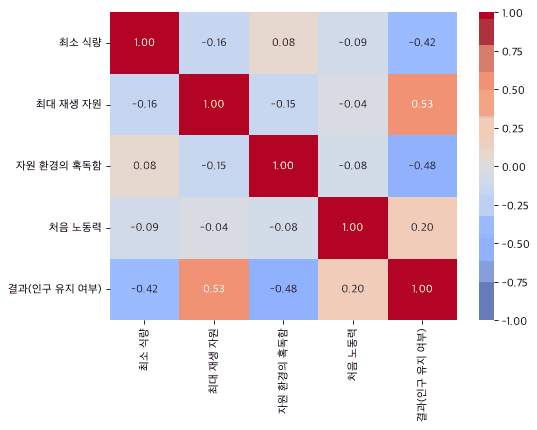 최소 식량 1.00 -0.16 0.08 -0.09 -0.42
최대 재생 자원 -0.16 1.00 -0.15 -0.04 0.53
자원 환경의 혹독함 0.08 -0.15 1.00 -0.08 -0.48
처음 노동력 -0.09 -0.04 -0.08 1.00 0.20
결과(인구 유지 여부) -0.42 0.53 -0.48 0.20 1.00
최소 식량
최대 재생 자원
자원 환경의 혹독함
처음 노동력
결과(인구 유지 여부)
1.00
0.75
0.50
0.25
0.00
-0.25
-0.50
-0.75
-1.00